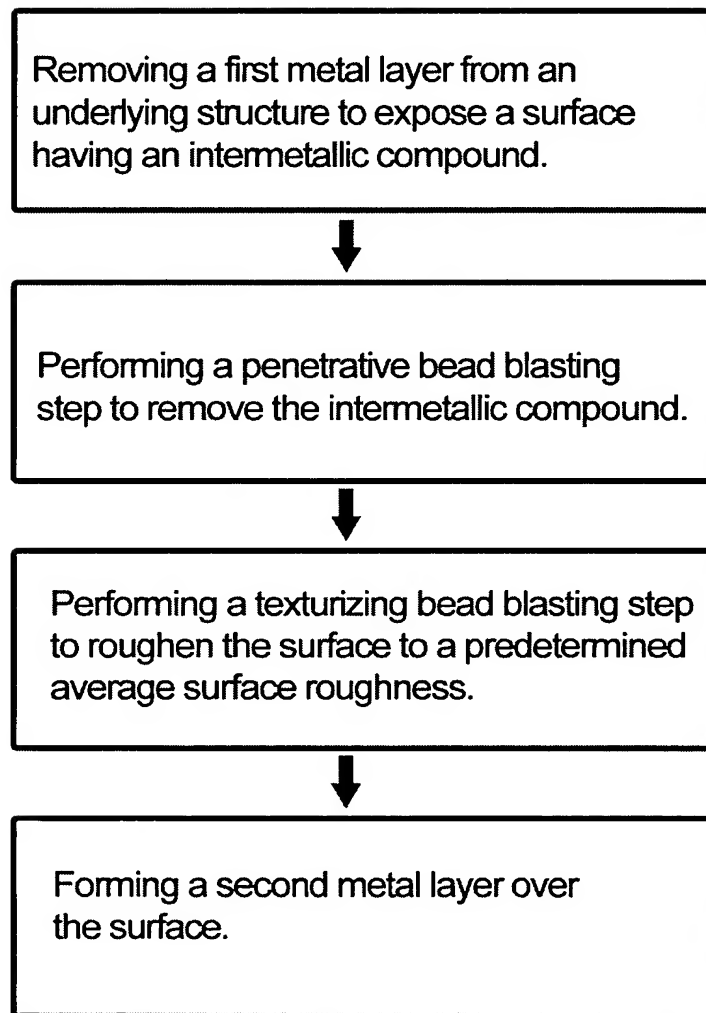 Removing a first metal layer from an
underlying structure to expose a surface
having an intermetallic compound.
Performing a penetrative bead blasting
step to remove the intermetallic compound.
Performing a texturizing bead blasting step
to roughen the surface to a predetermined
average surface roughness.
Forming a second metal layer over
the surface.